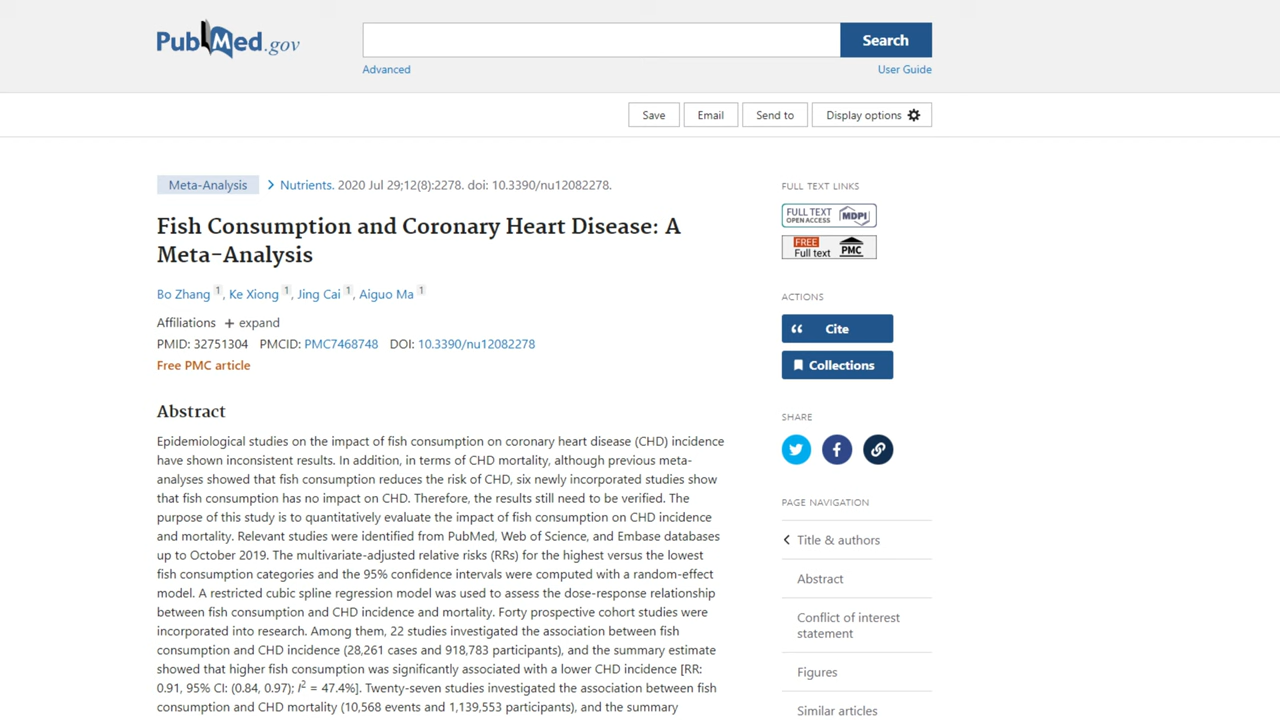 PubMed.gov
Search
Advanced
User Guide
Save
Email
Send to
Display options
Meta-Analysis
Nutrients. 2020 Jul 29;12(8):2278. doi: 10.3390/nu12082278.
Fish Consumption and Coronary Heart Disease: A
Meta-Analysis
Bo Zhang 1, Ke Xiong 1, Jing Cai 1, Aiguo Ma 1
Affiliations + expand
PMID: 32751304 PMCID: PMC7468748 DOI: 10.3390/nu12082278
Free PMC article
Abstract
Epidemiological studies on the impact of fish consumption on coronary heart disease (CHD) incidence
have shown inconsistent results. In addition, in terms of CHD mortality, although previous meta-
analyses showed that fish consumption reduces the risk of CHD, six newly incorporated studies show
that fish consumption has no impact on CHD. Therefore, the results still need to be verified. The
purpose of this study is to quantitatively evaluate the impact of fish consumption on CHD incidence
and mortality. Relevant studies were identified from PubMed, Web of Science, and Embase databases
up to October 2019. The multivariate-adjusted relative risks (RRs) for the highest versus the lowest
fish consumption categories and the 95% confidence intervals were computed with a random-effect
model. A restricted cubic spline regression model was used to assess the dose-response relationship
between fish consumption and CHD incidence and mortality. Forty prospective cohort studies were
incorporated into research. Among them, 22 studies investigated the association between fish
consumption and CHD incidence (28,261 cases and 918,783 participants), and the summary estimate
showed that higher fish consumption was significantly associated with a lower CHD incidence [RR:
0.91, 95% CI: (0.84, 0.97); I2 = 47.4%]. Twenty-seven studies investigated the association between fish
consumption and CHD mortality (10,568 events and 1,139,553 participants), and the summary
FULL TEXT LINKS
FULL TEXT
OPEN ACCESS
MDPI
FREE
Full text
PMC
ACTIONS
Cite
Collections
SHARE
PAGE NAVIGATION
Title & authors
Abstract
Conflict of interest
statement
Figures
Similar articles